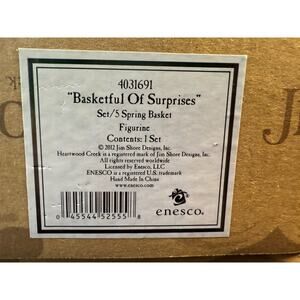 4031691
"Basketful Of Surprises"
Set/5 Spring Basket
Figurine
Contents: 1 Set
© 2012 Jim Shore Designs, Inc.
Heartwood Creek is a registered mark of Jim Shore Designs, Inc.
All rights reserved
Licensed by Enesco, LLC
ENESCO is a registered U.S. trademark
Hand Made In China
www.enesco.com
0 45544 52555 8
enesco.
J